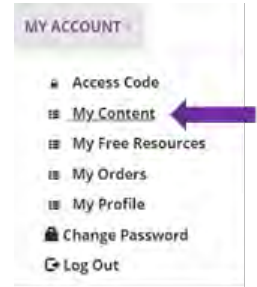 MY ACCOUNT
Access Code
My Content
My Free Resources
My Orders
My Profile
Change Password
Log Out